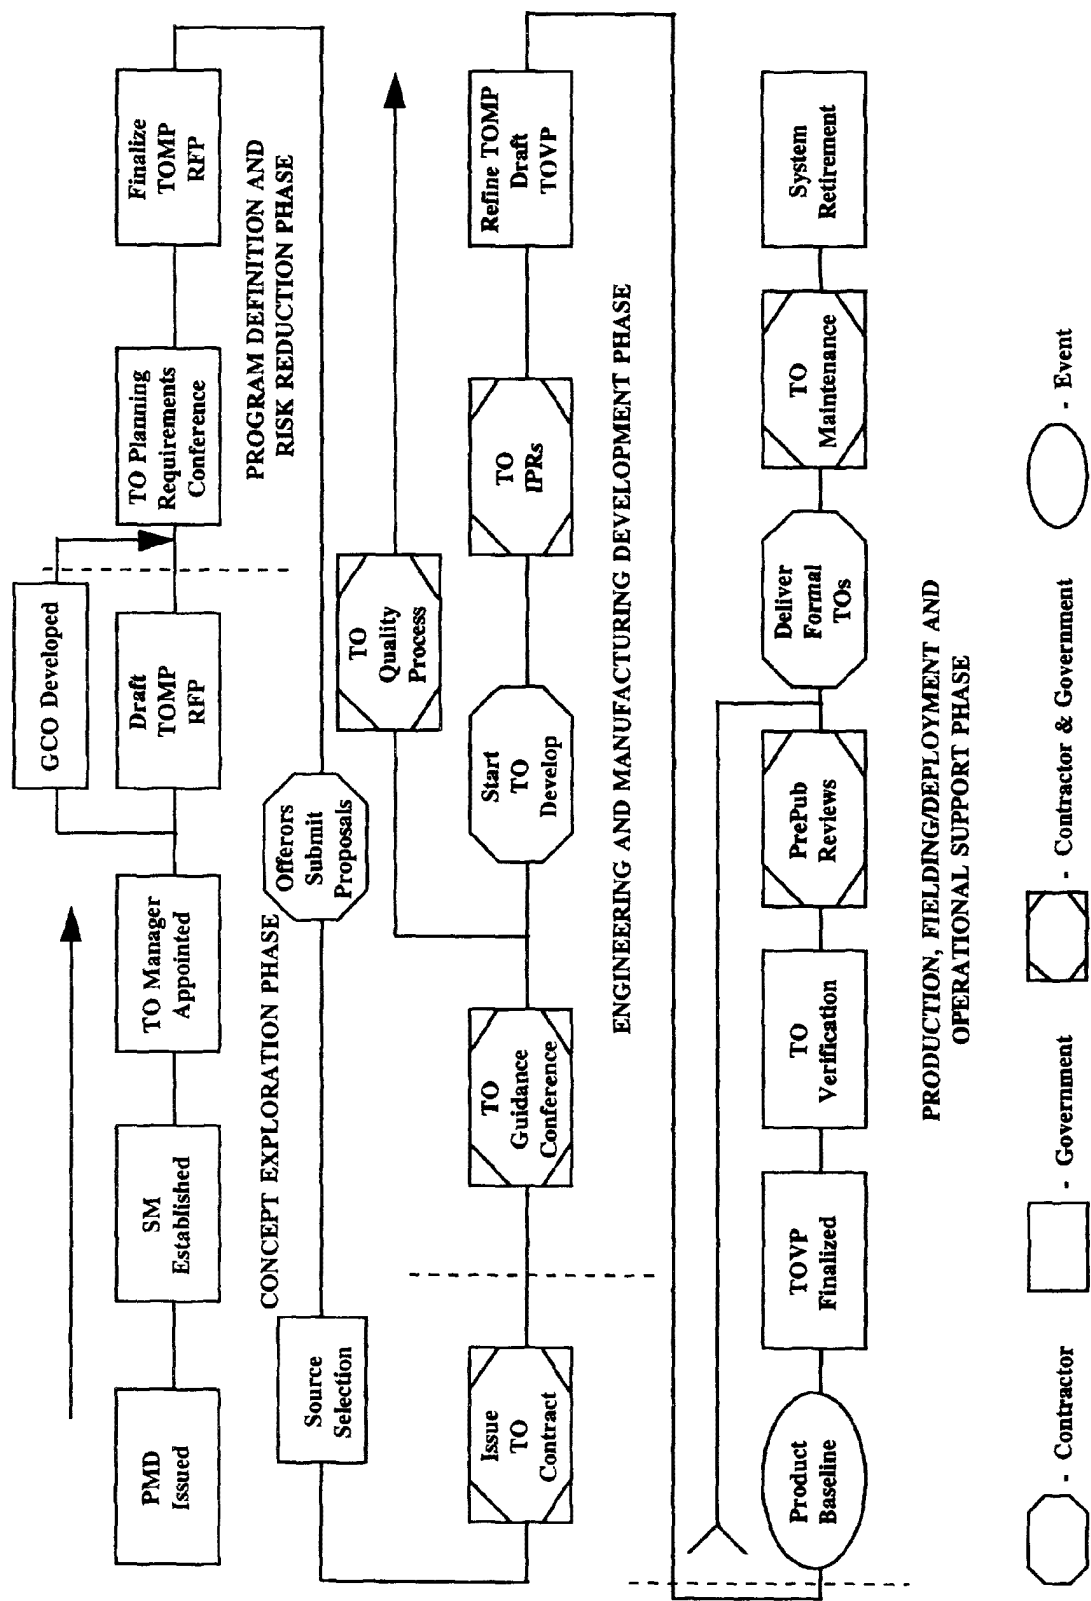 GCO Developed
PMD
Issued
SM
Established
TO Manager
Appointed
Draft
TOMP
RFP
TO Planning
Requirements
Conference
Finalize
TOMP
RFP
CONCEPT EXPLORATION PHASE
PROGRAM DEFINITION AND
RISK REDUCTION PHASE
Source
Selection
Offerors
Submit
Proposals
TO
Quality
Process
Issue
TO
Contract
TO
Guidance
Conference
Start
TO
Develop
TO
IPRs
Refine TOMP
Draft
TOVP
ENGINEERING AND MANUFACTURING DEVELOPMENT PHASE
Product
Baseline
TOVP
Finalized
TO
Verification
PrePub
Reviews
Deliver
Formal
TOs
TO
Maintenance
System
Retirement
PRODUCTION, FIELDING/DEPLOYMENT AND
OPERATIONAL SUPPORT PHASE
- Contractor
- Government
- Contractor & Government
- Event